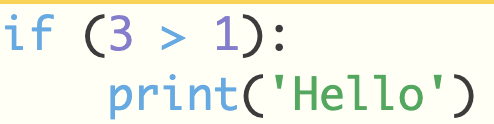 if (3 > 1):
    print('Hello')